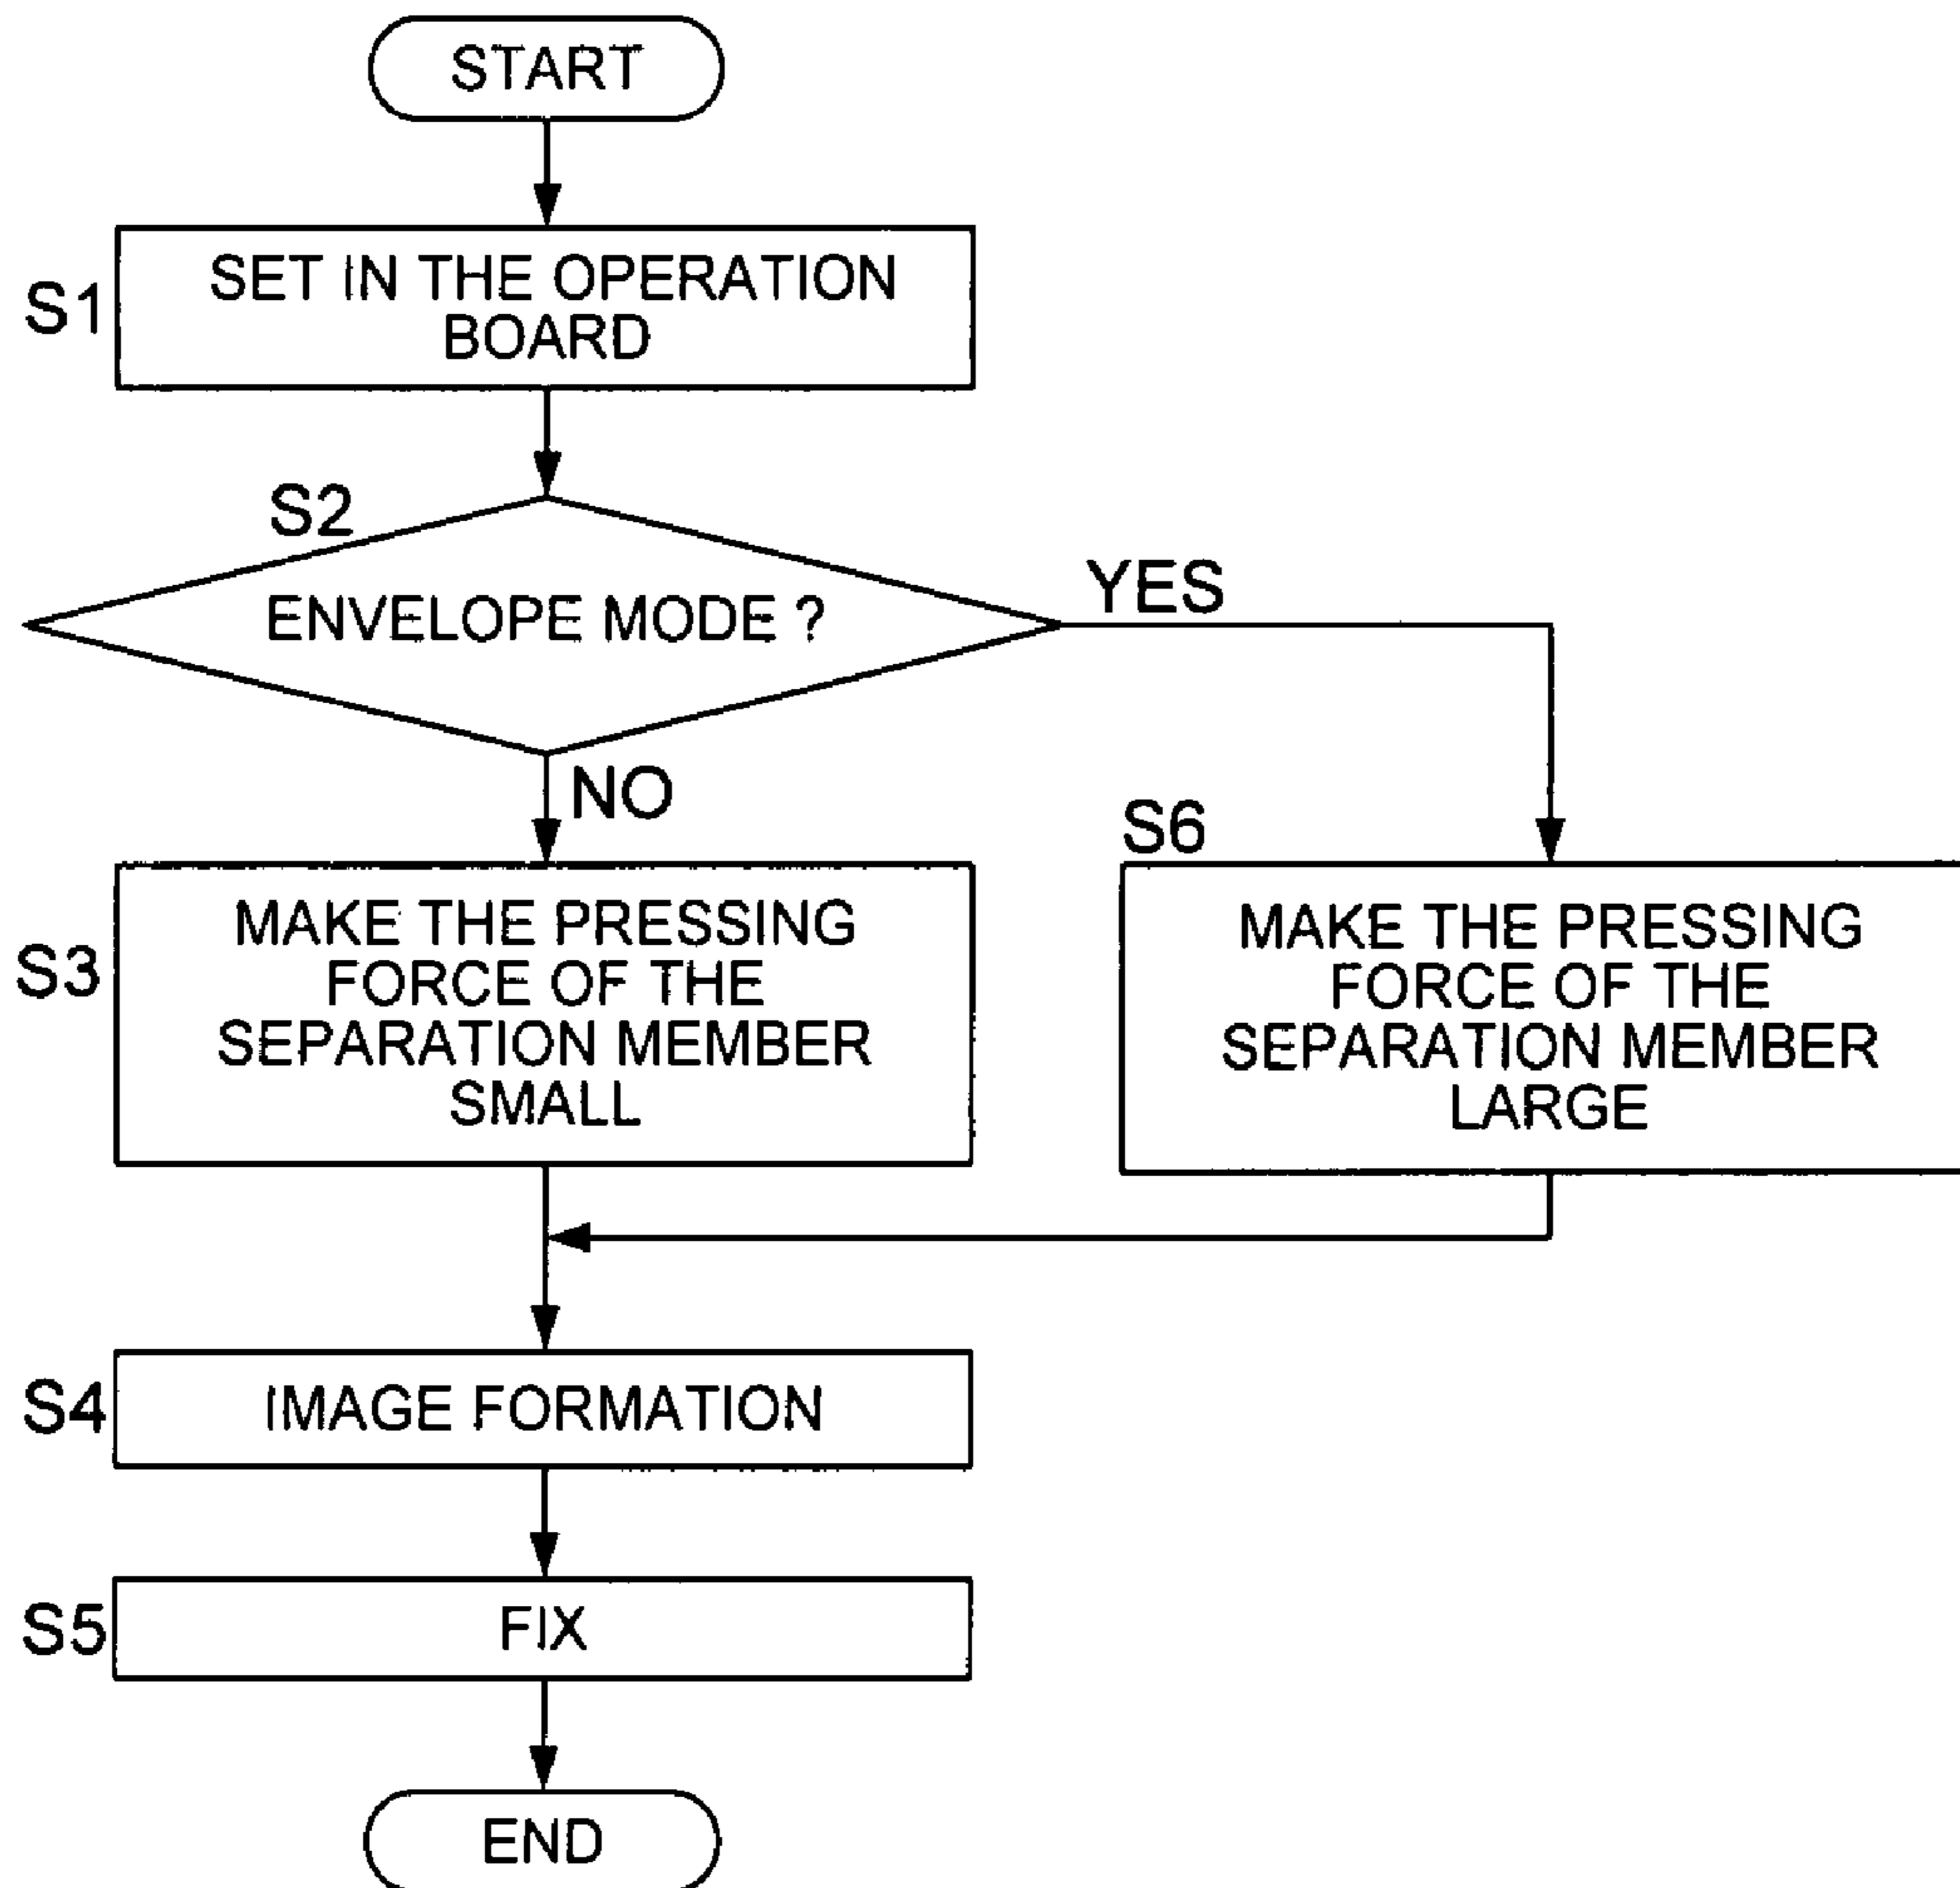 START
S1
SET IN THE OPERATION
BOARD
S2
ENVELOPE MODE ?
YES
NO
S3
MAKE THE PRESSING
FORCE OF THE
SEPARATION MEMBER
SMALL
S6
MAKE THE PRESSING
FORCE OF THE
SEPARATION MEMBER
LARGE
S4
IMAGE FORMATION
S5
FIX
END